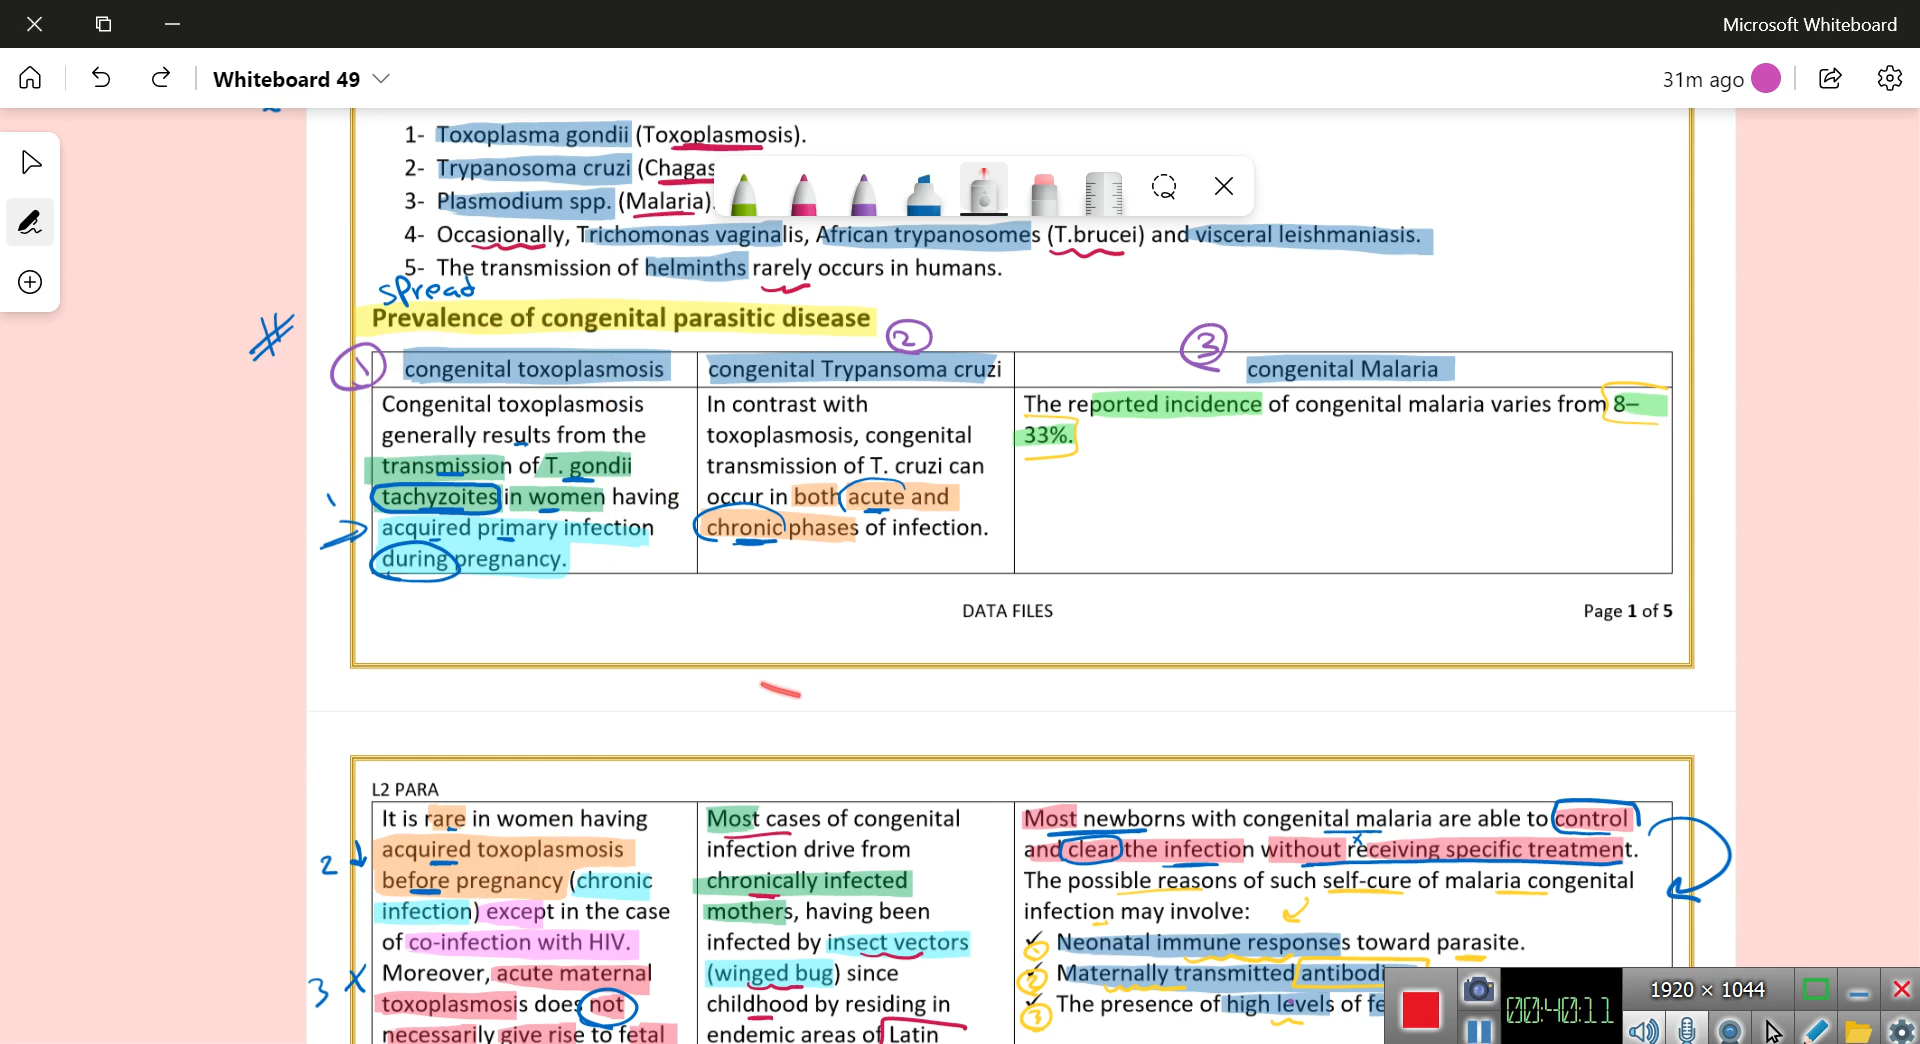 Microsoft Whiteboard
Whiteboard 49
31m ago
1- Toxoplasma gondii (Toxoplasmosis).
2- Trypanosoma cruzi (Chagas
3- Plasmodium spp. (Malaria).
4- Occasionally, Trichomonas vaginalis, African trypanosomes (T.brucei) and visceral leishmaniasis.
5- The transmission of helminths rarely occurs in humans.
spread
Prevalence of congenital parasitic disease
1
2
3
congenital toxoplasmosis
Congenital toxoplasmosis
generally results from the
transmission of T. gondii
tachyzoites in women having
acquired primary infection
during pregnancy.
congenital Trypansoma cruzi
In contrast with
toxoplasmosis, congenital
transmission of T. cruzi can
occur in both acute and
chronic phases of infection.
congenital Malaria
The reported incidence of congenital malaria varies from 8–
33%.
DATA FILES
Page 1 of 5
L2 PARA
It is rare in women having
acquired toxoplasmosis
before pregnancy (chronic
infection) except in the case
of co-infection with HIV.
Moreover, acute maternal
toxoplasmosis does not
necessarily give rise to fetal
2
3
Most cases of congenital
infection drive from
chronically infected
mothers, having been
infected by insect vectors
(winged bug) since
childhood by residing in
endemic areas of Latin
Most newborns with congenital malaria are able to control
and clear the infection without receiving specific treatment.
The possible reasons of such self-cure of malaria congenital
infection may involve:
✓ Neonatal immune responses toward parasite.
✓ Maternally transmitted antibodi
✓ The presence of high levels of fe
1
2
3
1920 × 1044
00:40:11